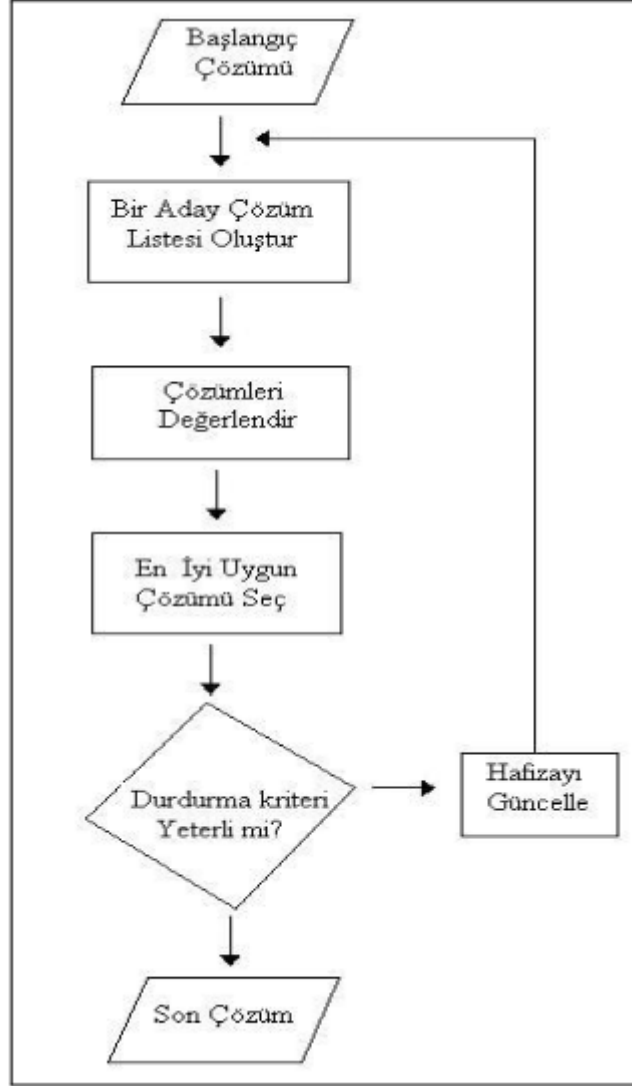 Başlangıç
Çözümü
Bir Aday Çözüm
Listesi Oluştur
Çözümleri
Değerlendir
En İyi Uygun
Çözümü Seç
Durdurma kriteri
Yeterli mi?
Hafizayı
Güncelle
Son Çözüm